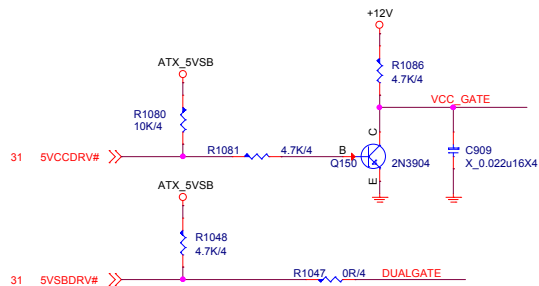 +12V
ATX_5VSB
R1086
4.7K/4
R1080
10K/4
VCC_GATE
C
31 5VCCDRV# R1081 4.7K/4 B
Q150 2N3904
C909
X_0.022u16X4
E
ATX_5VSB
R1048
4.7K/4
31 5VSBDRV# R1047 0R/4 DUALGATE